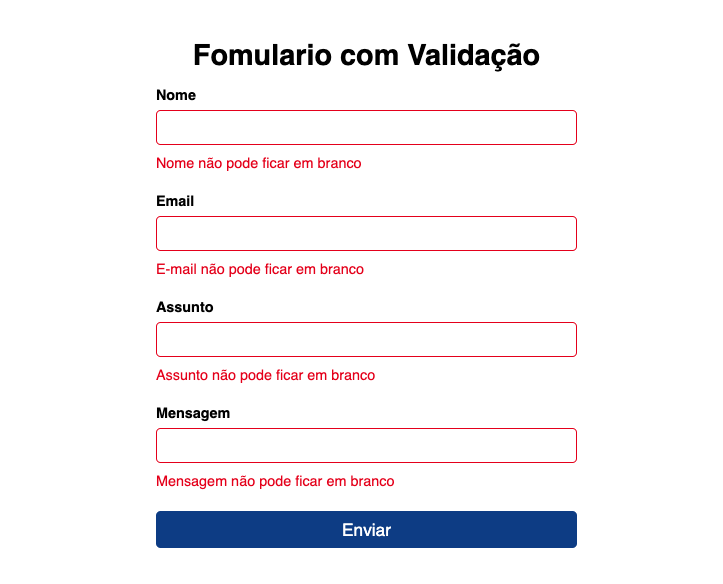 Fomulario com Validação
Nome
Nome não pode ficar em branco
Email
E-mail não pode ficar em branco
Assunto
Assunto não pode ficar em branco
Mensagem
Mensagem não pode ficar em branco
Enviar